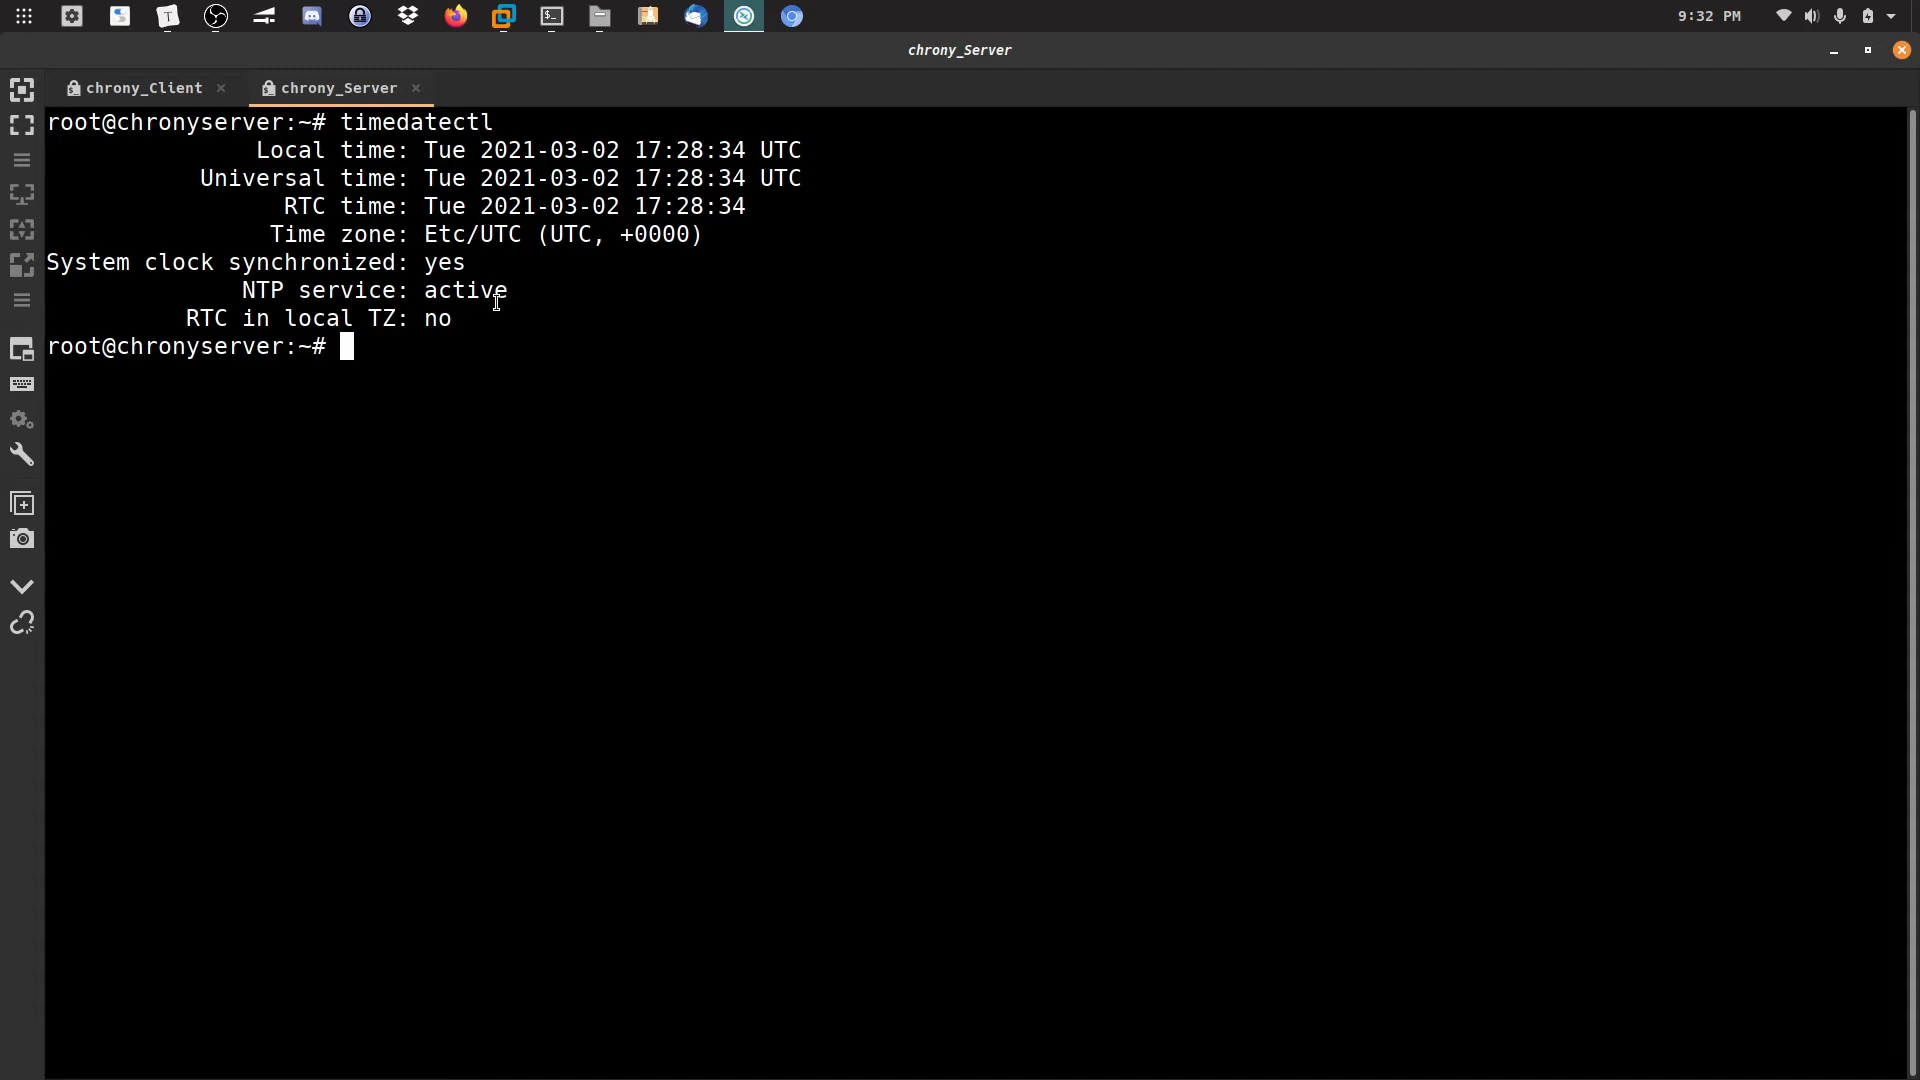 9:32 PM
chrony_Server
chrony_Client
chrony_Server
root@chronyserver:~# timedatectl
Local time: Tue 2021-03-02 17:28:34 UTC
Universal time: Tue 2021-03-02 17:28:34 UTC
RTC time: Tue 2021-03-02 17:28:34
Time zone: Etc/UTC (UTC, +0000)
System clock synchronized: yes
NTP service: active
RTC in local TZ: no
root@chronyserver:~#